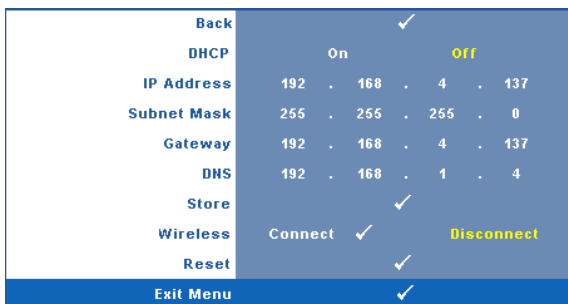 Back ✓
DHCP On Off
IP Address 192 . 168 . 4 . 137
Subnet Mask 255 . 255 . 255 . 0
Gateway 192 . 168 . 4 . 137
DNS 192 . 168 . 1 . 4
Store ✓
Wireless Connect ✓ Disconnect
Reset ✓
Exit Menu ✓